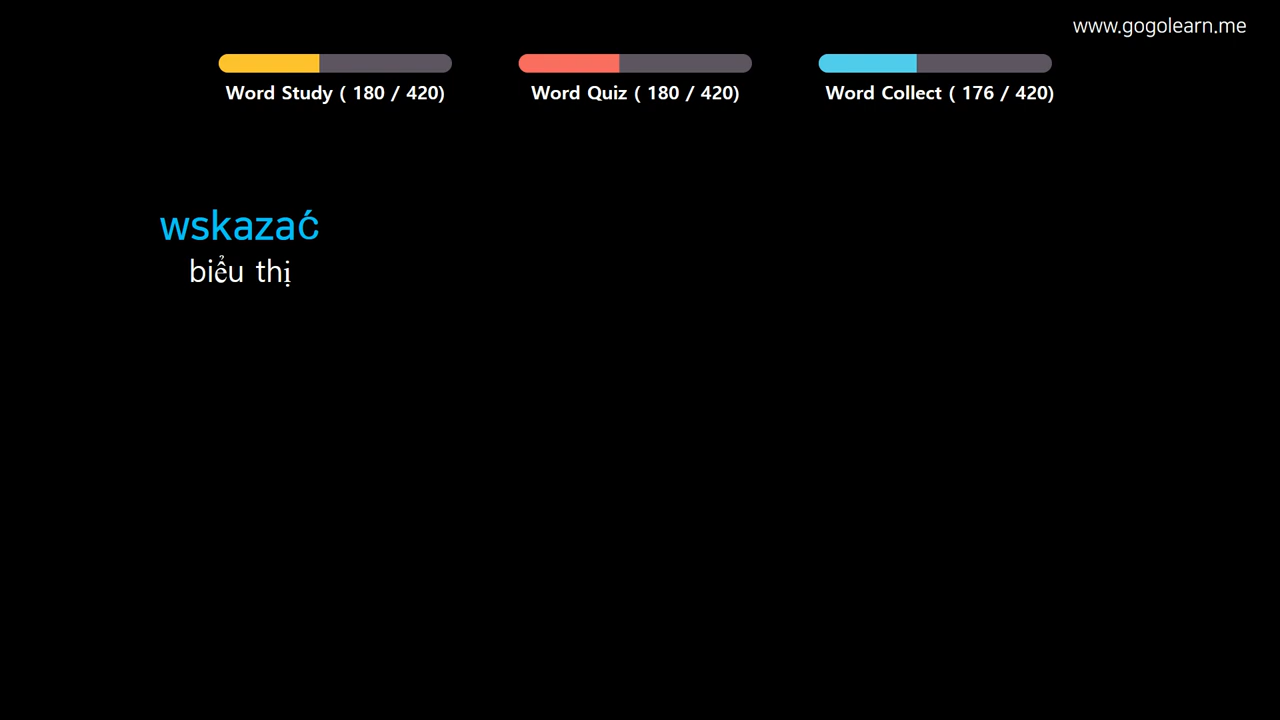 www.gogolearn.me
Word Study ( 180 / 420)
Word Quiz ( 180 / 420)
Word Collect ( 176 / 420)
wskazać
biểu thị